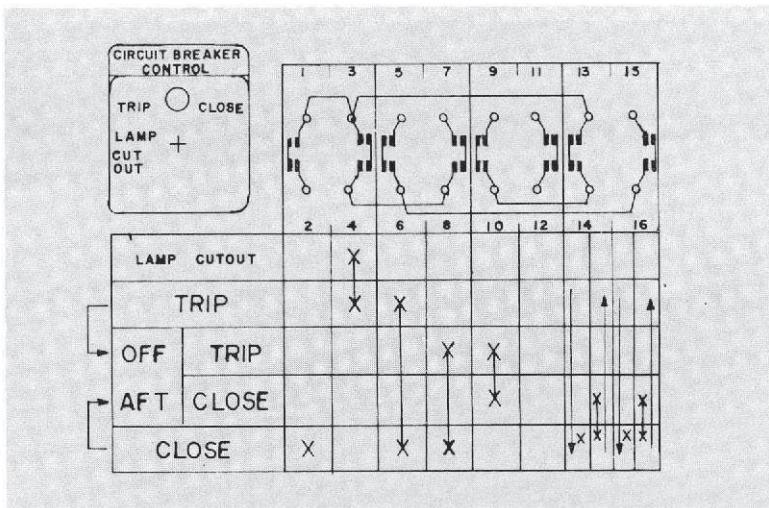 CIRCUIT BREAKER
CONTROL
TRIP CLOSE
LAMP
CUT
OUT
1 3 5 7 9 11 13 15
2 4 6 8 10 12 14 16
LAMP CUTOUT X
TRIP X X
OFF TRIP X X
AFT CLOSE X X X
CLOSE X X X X X X X